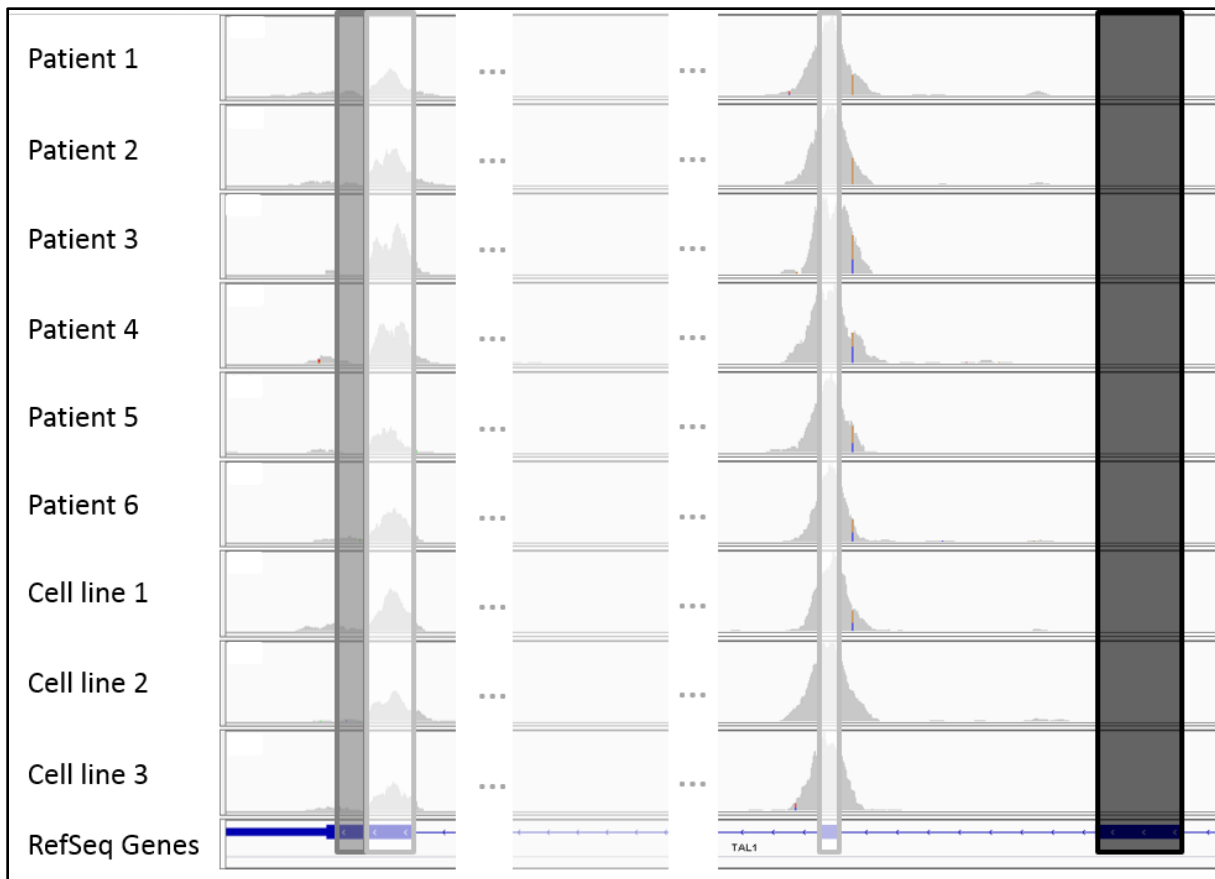 Patient 1
... ...
Patient 2
... ...
Patient 3
... ...
Patient 4
... ...
Patient 5
... ...
Patient 6
... ...
Cell line 1
... ...
Cell line 2
... ...
Cell line 3
... ...
RefSeq Genes
TAL1